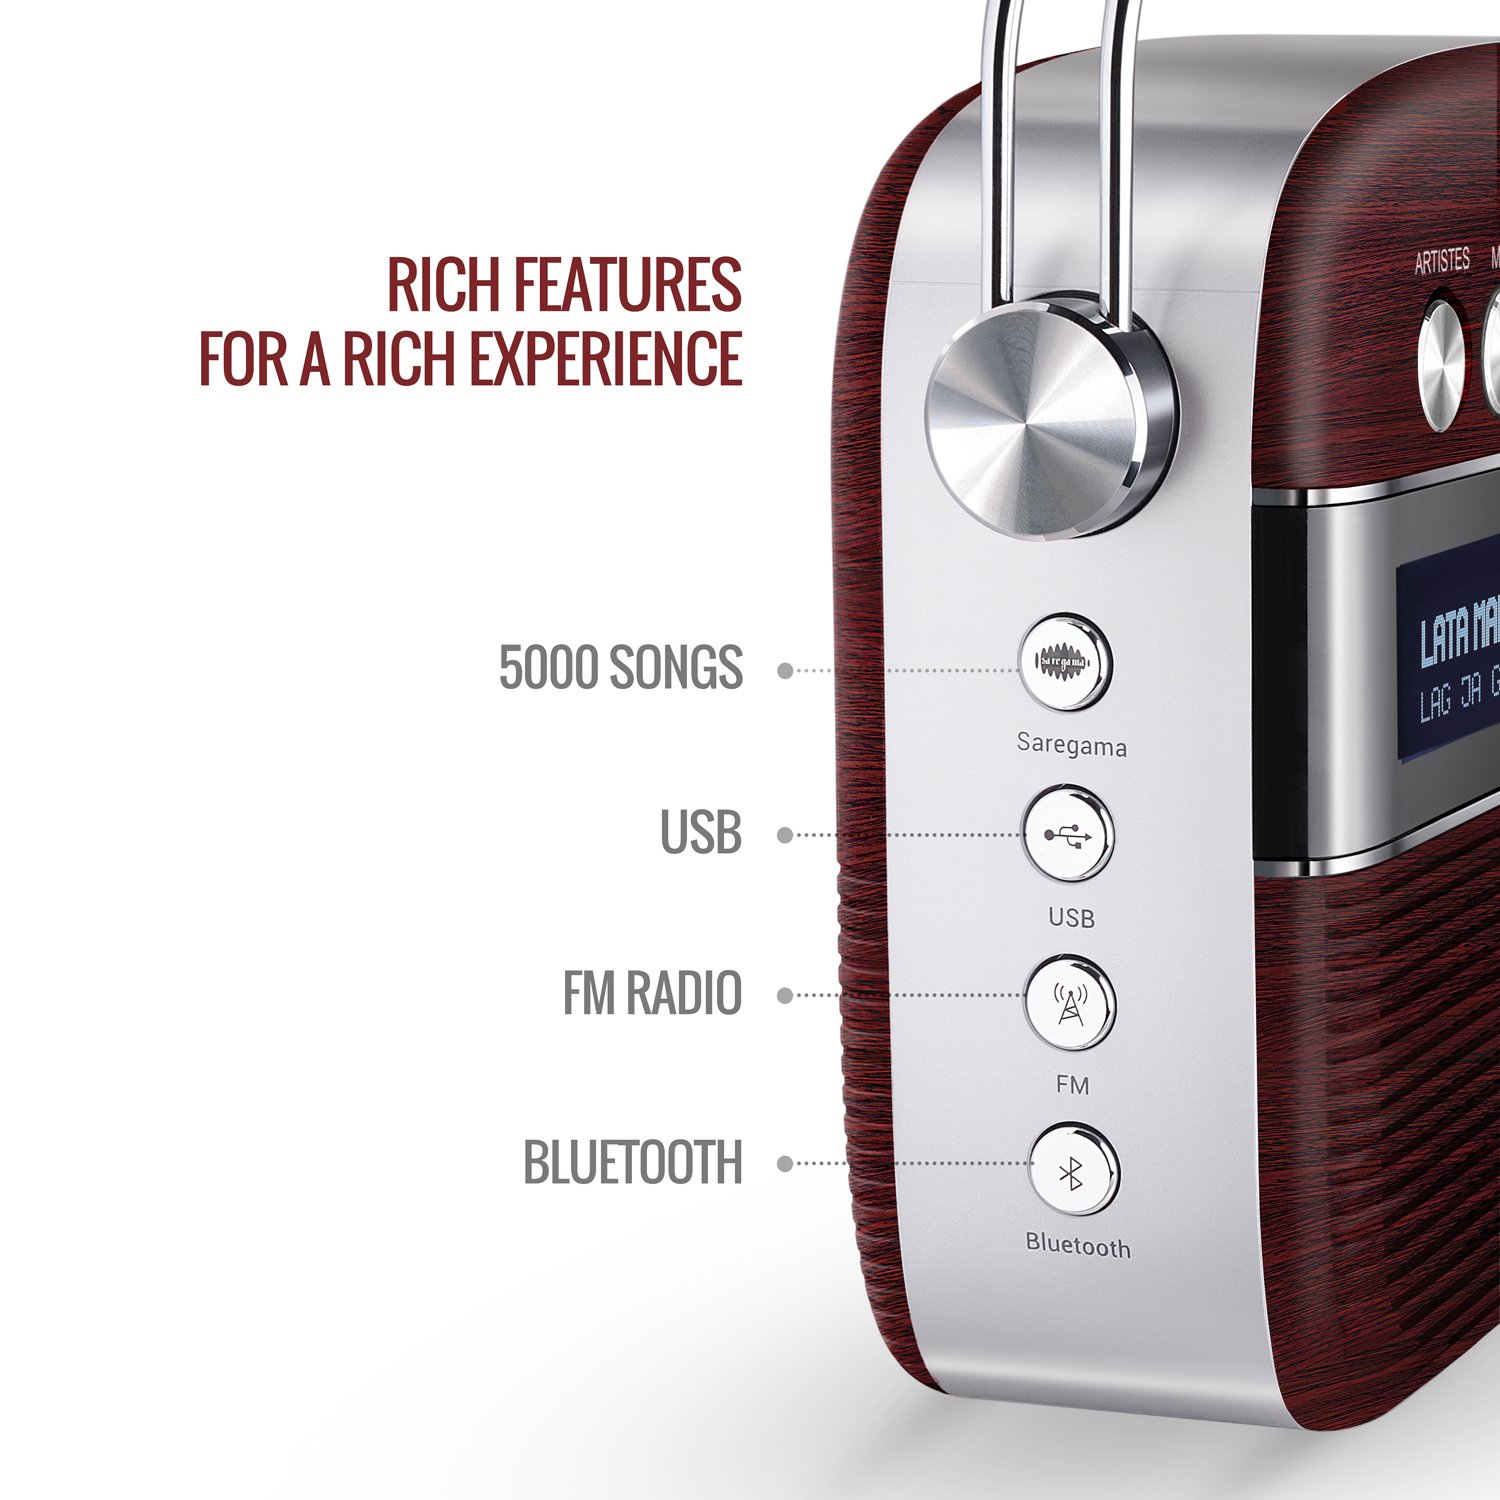 RICH FEATURES
FOR A RICH EXPERIENCE
ARTISTES
5000 SONGS
saregama
Saregama
LATA
LAG JA
USB
USB
FM RADIO
FM
BLUETOOTH
Bluetooth